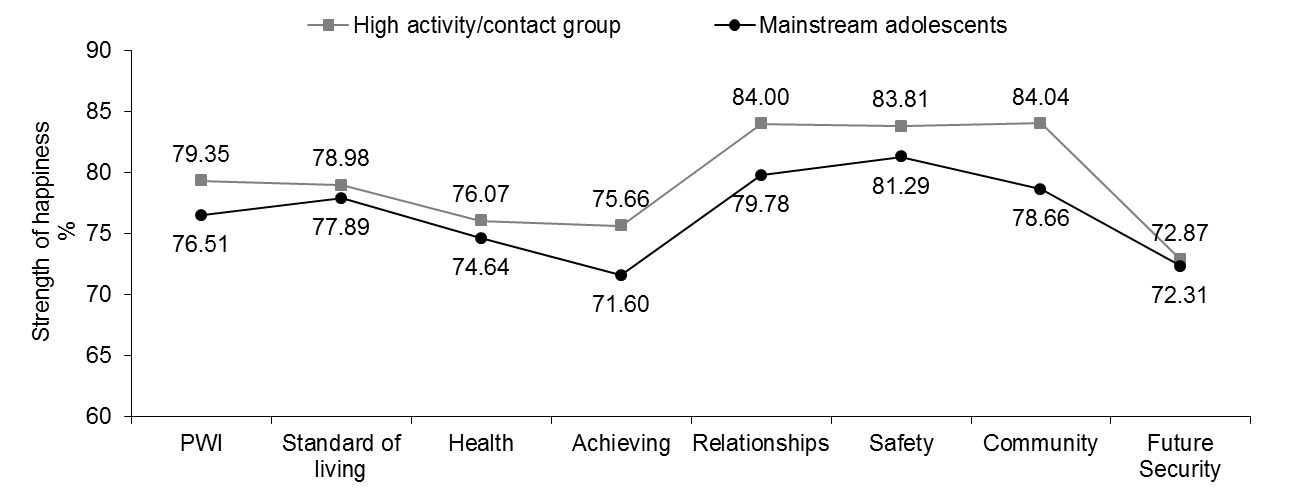 High activity/contact group Mainstream adolescents
90
85
80
75
70
65
60
Strength of happiness
%
79.35 78.98 76.07 75.66 84.00 83.81 84.04 72.87
76.51 77.89 74.64 71.60 79.78 81.29 78.66 72.31
PWI Standard of Health Achieving Relationships Safety Community Future
living Security